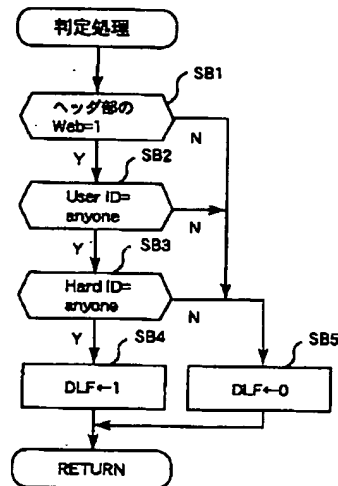 判定処理
SB1
ヘッダ部の
Web=1
Y
N
SB2
User ID=
anyone
Y
N
SB3
Hard ID=
anyone
Y
N
SB4
DLF←1
SB5
DLF←0
RETURN